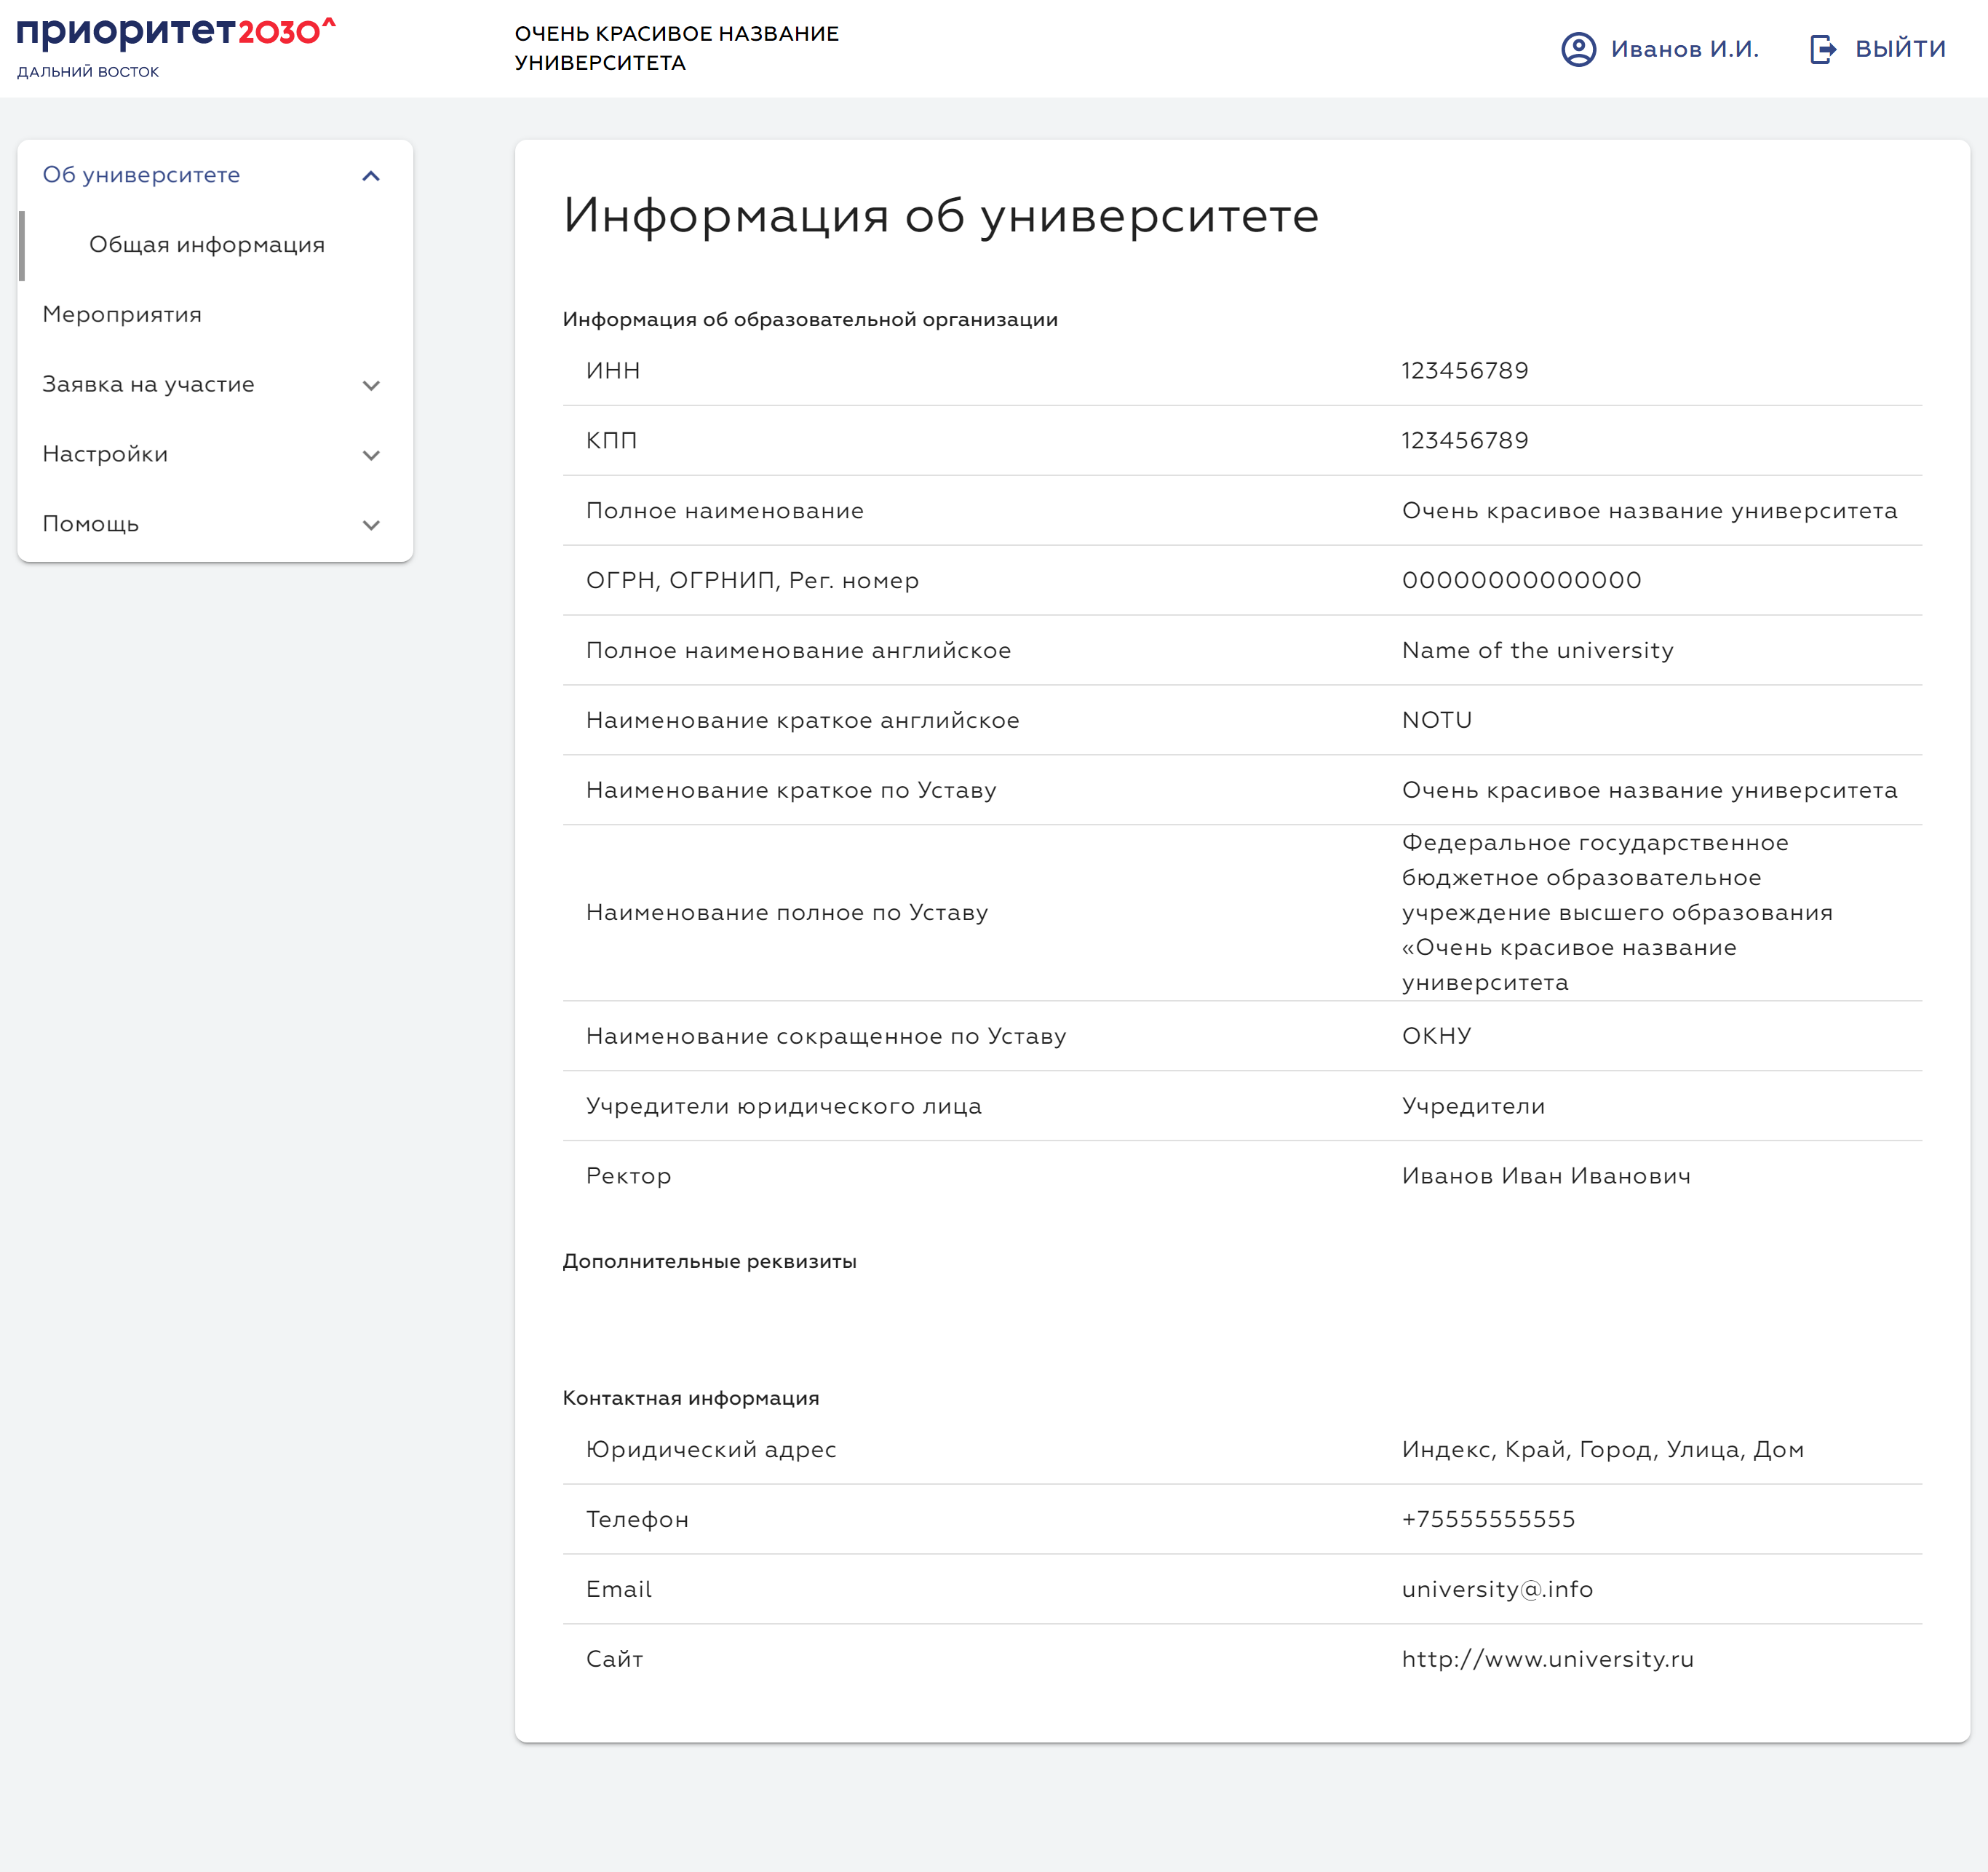 приоритет2030^
ДАЛЬНИЙ ВОСТОК
ОЧЕНЬ КРАСИВОЕ НАЗВАНИЕ
УНИВЕРСИТЕТА
Иванов И.И.
ВЫЙТИ
Об университете
Общая информация
Мероприятия
Заявка на участие
Настройки
Помощь
Информация об университете
Информация об образовательной организации
ИНН 123456789
КПП 123456789
Полное наименование Очень красивое название университета
ОГРН, ОГРНИП, Рег. номер 00000000000000
Полное наименование английское Name of the university
Наименование краткое английское NOTU
Наименование краткое по Уставу Очень красивое название университета
Наименование полное по Уставу
Федеральное государственное
бюджетное образовательное
учреждение высшего образования
«Очень красивое название
университета
Наименование сокращенное по Уставу ОКНУ
Учредители юридического лица Учредители
Ректор Иванов Иван Иванович
Дополнительные реквизиты
Контактная информация
Юридический адрес Индекс, Край, Город, Улица, Дом
Телефон +75555555555
Email university@.info
Сайт http://www.university.ru